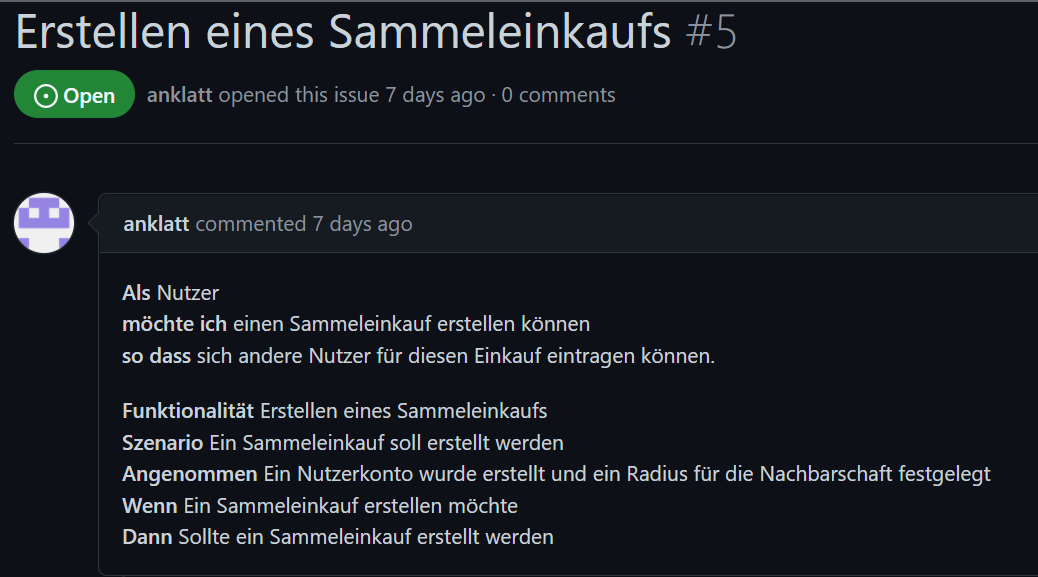 Erstellen eines Sammeleinkaufs #5
Open anklatt opened this issue 7 days ago · 0 comments
anklatt commented 7 days ago
Als Nutzer
möchte ich einen Sammeleinkauf erstellen können
so dass sich andere Nutzer für diesen Einkauf eintragen können.
Funktionalität Erstellen eines Sammeleinkaufs
Szenario Ein Sammeleinkauf soll erstellt werden
Angenommen Ein Nutzerkonto wurde erstellt und ein Radius für die Nachbarschaft festgelegt
Wenn Ein Sammeleinkauf erstellen möchte
Dann Sollte ein Sammeleinkauf erstellt werden